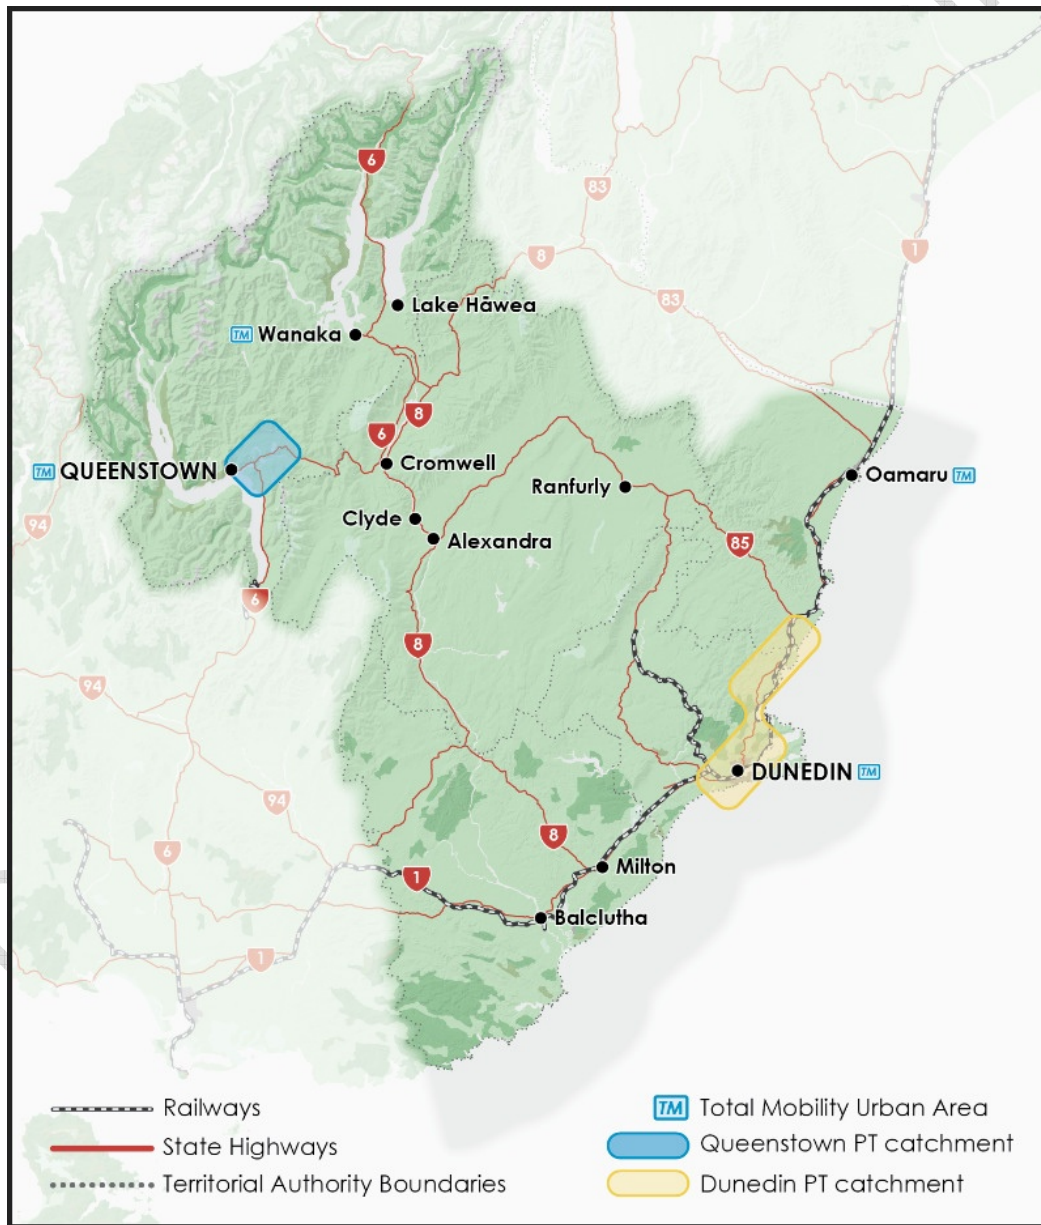 6
83
1
8
83
Lake Hāwea
TM Wanaka
8
6
TM QUEENSTOWN
Cromwell
Ranfurly
Oamaru TM
94
Clyde
Alexandra
85
6
8
94
DUNEDIN TM
94
8
6
Milton
1
Balclutha
1
Railways
State Highways
Territorial Authority Boundaries
TM Total Mobility Urban Area
Queenstown PT catchment
Dunedin PT catchment